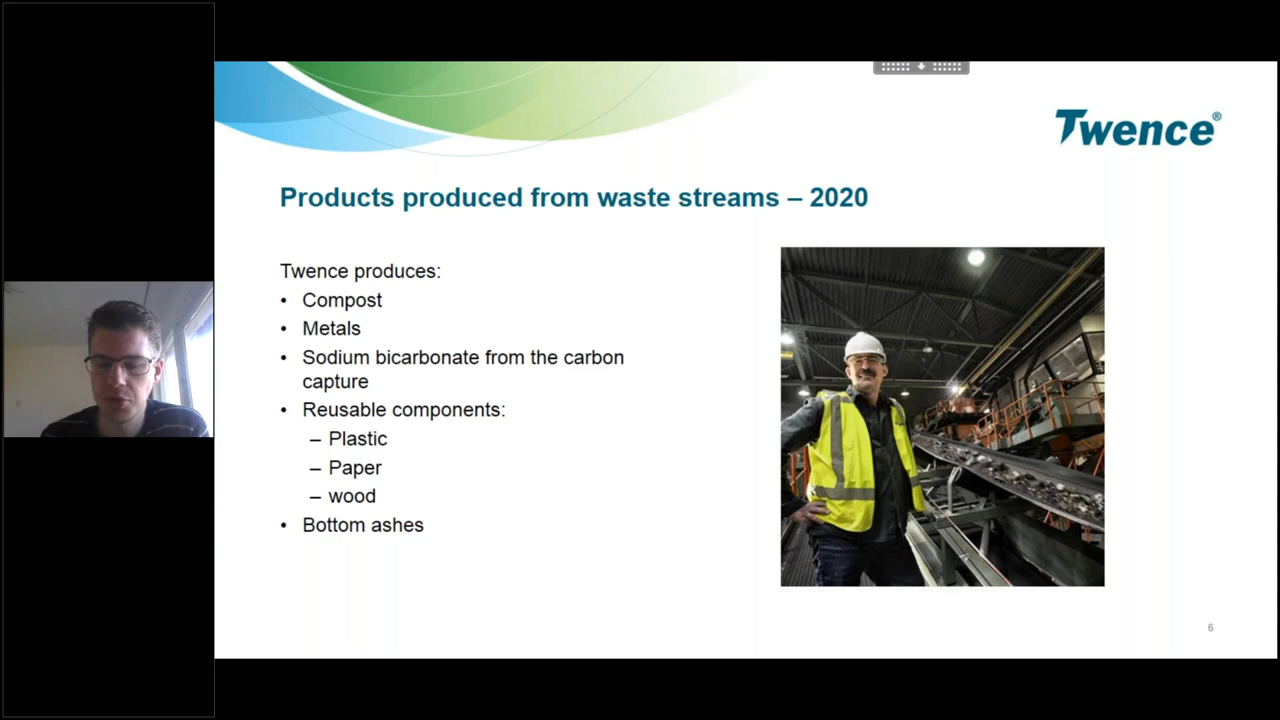 Twence®
Products produced from waste streams – 2020
Twence produces:
• Compost
• Metals
• Sodium bicarbonate from the carbon
capture
• Reusable components:
– Plastic
– Paper
– wood
• Bottom ashes
6